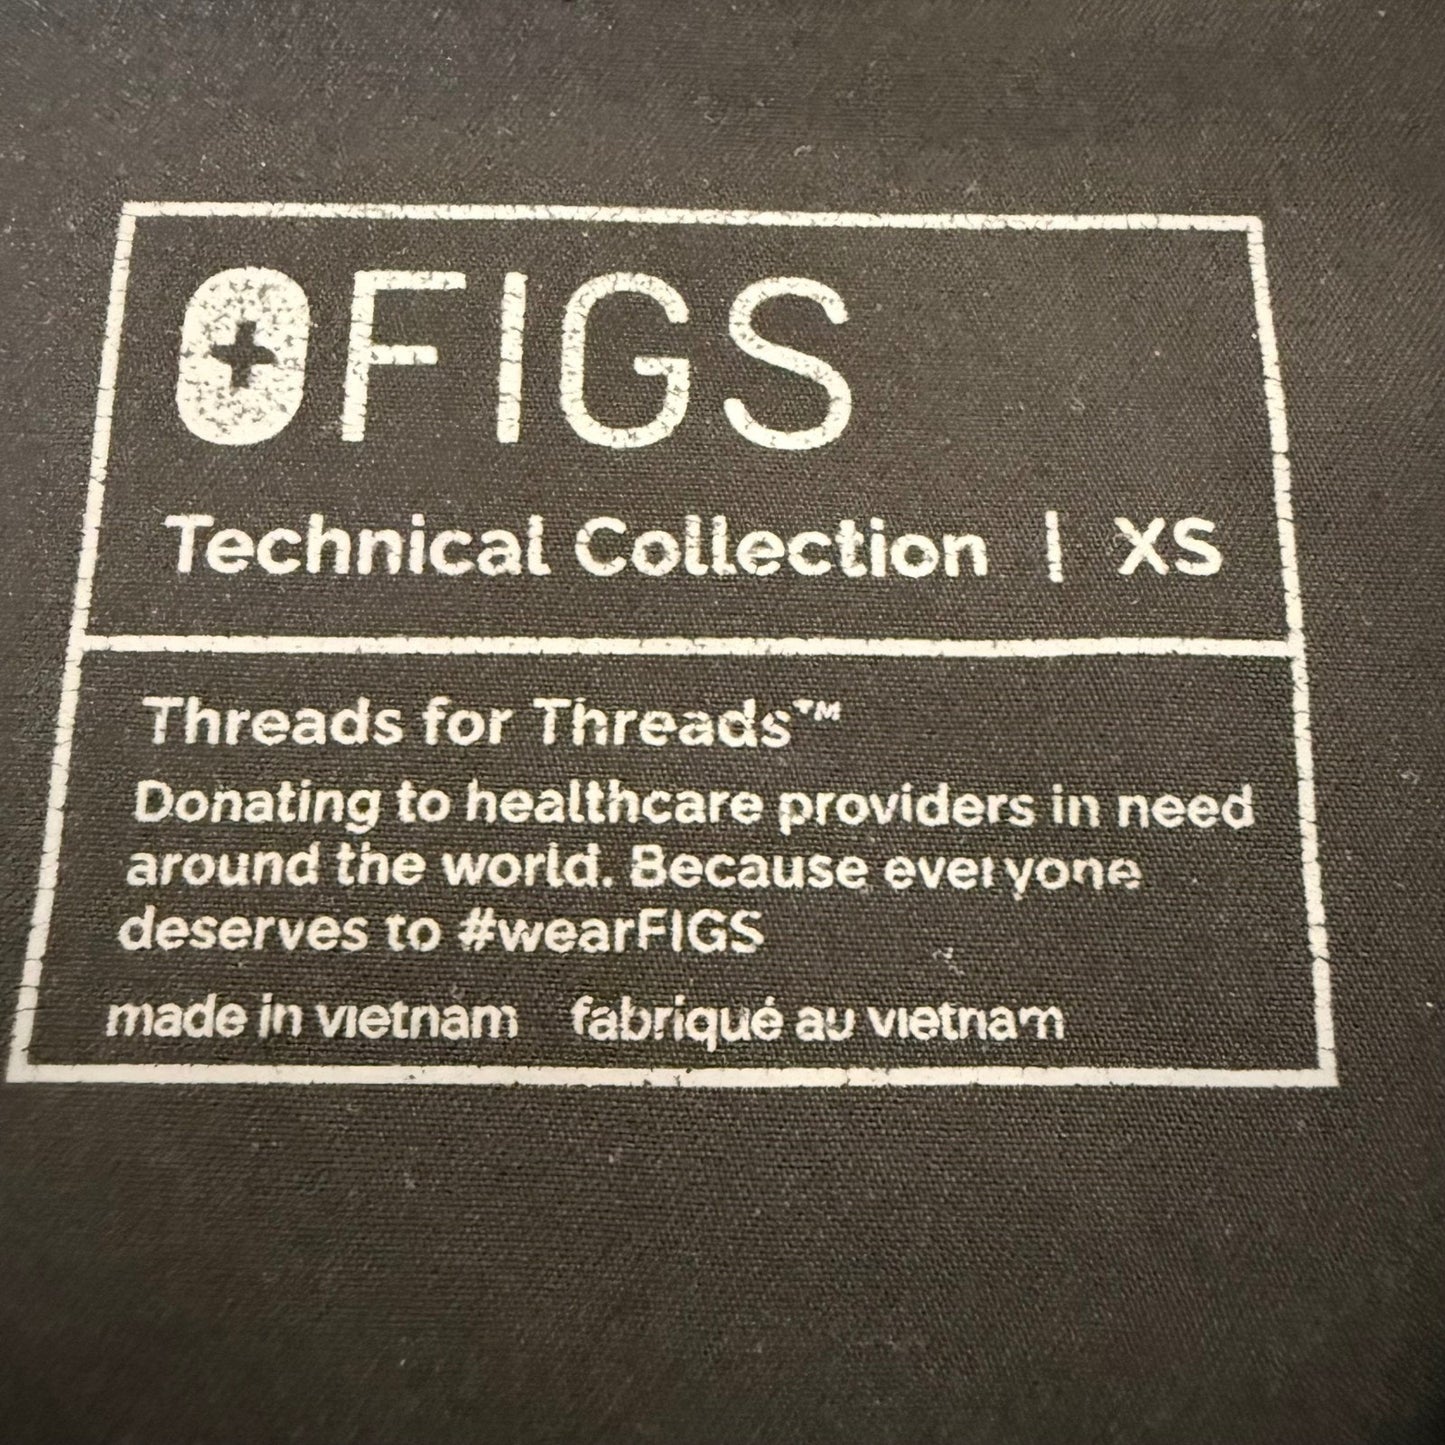 FIGS
Technical Collection | XS
Threads for Threads™
Donating to healthcare providers in need
around the world. Because everyone
deserves to #wearFIGS
made in vietnam fabriqué au vietnam